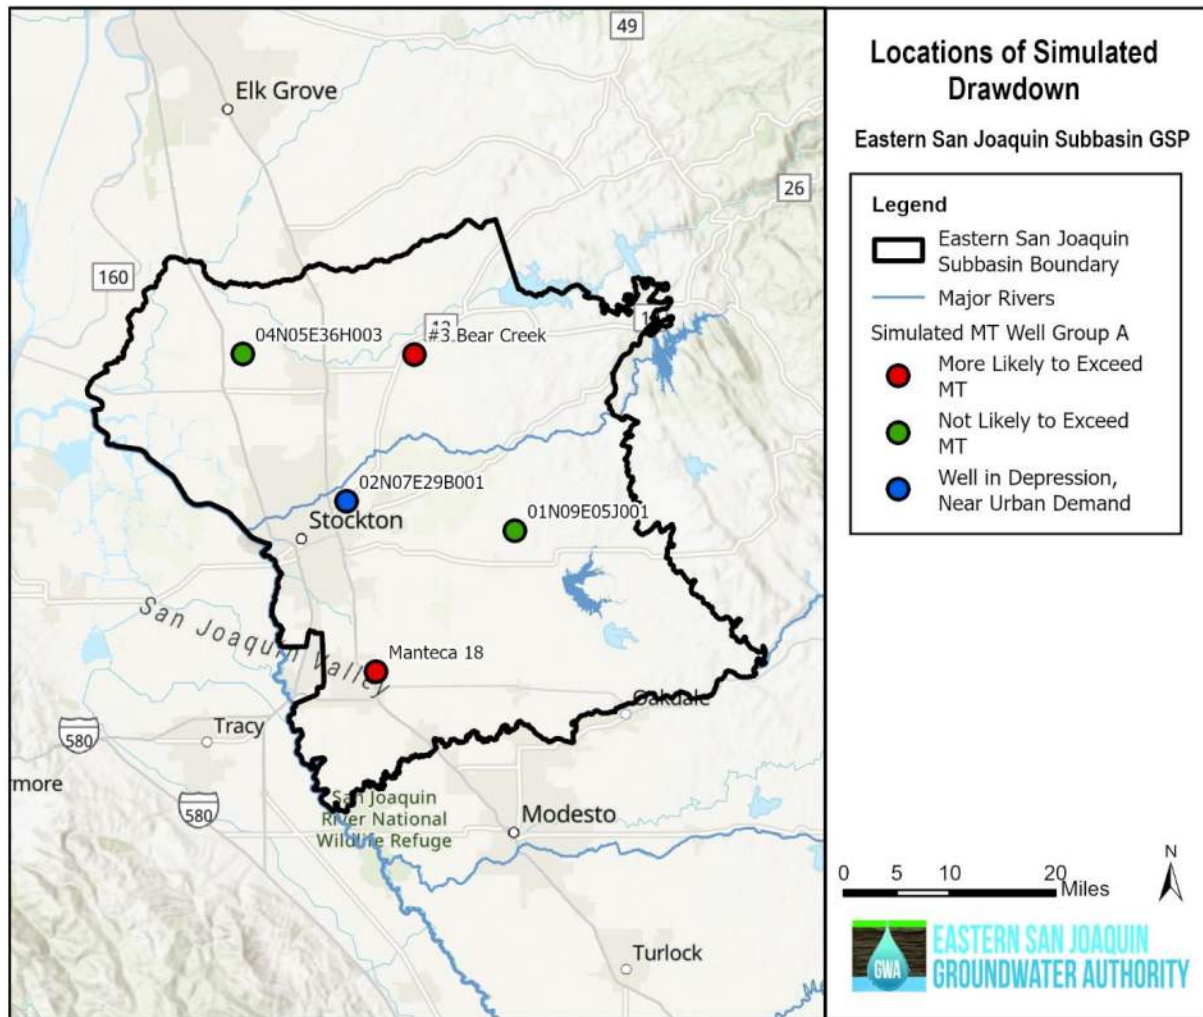 49
Elk Grove
26
160
04N05E36H003
#3 Bear Creek
02N07E29B001
Stockton
01N09E05J001
San Joaquin Valley
Manteca 18
Oakdale
Tracy
580
rmore
580
San Joaquin
River National
Wildlife Refuge
Modesto
Turlock
Locations of Simulated
Drawdown
Eastern San Joaquin Subbasin GSP
Legend
Eastern San Joaquin
Subbasin Boundary
Major Rivers
Simulated MT Well Group A
More Likely to Exceed
MT
Not Likely to Exceed
MT
Well in Depression,
Near Urban Demand
N
0 5 10 20
Miles
GWA
EASTERN SAN JOAQUIN
GROUNDWATER AUTHORITY